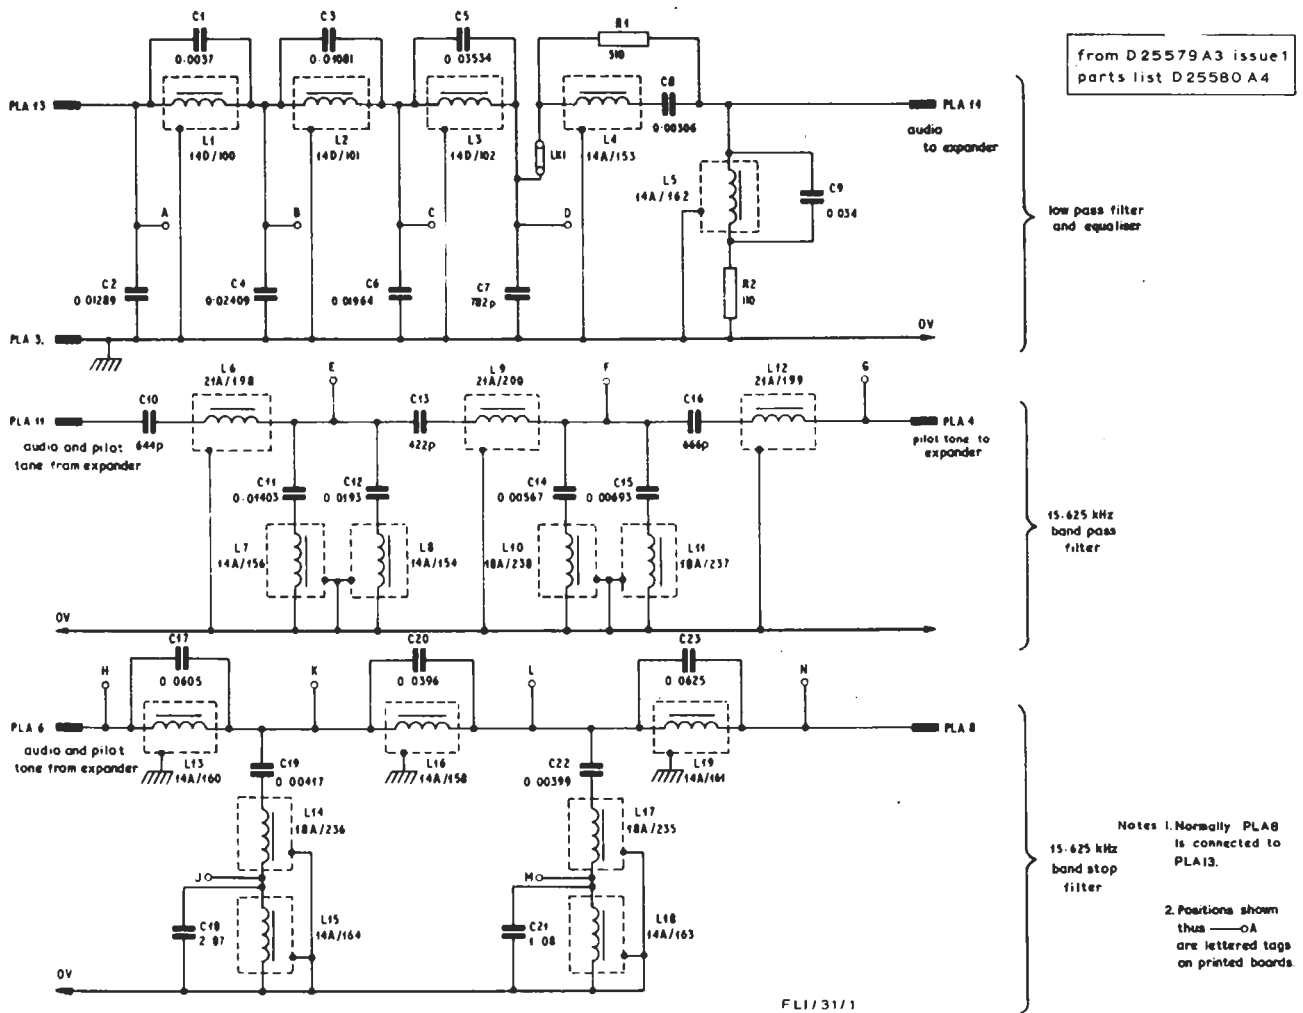 from D25579A3 issue 1
parts list D25580 A4
C1
0.0037
C3
0.01081
C5
0.03534
R1
510
PLA 13
L1
14D/100
L2
14D/101
L3
14D/102
LK1
L4
14A/153
C8
0.00306
PLA 14
audio
to expander
L5
14A/162
C9
0.034
A
B
C
D
C2
0.01289
C4
0.02409
C6
0.01964
C7
782p
R2
110
low pass filter
and equaliser
PLA 3.
0V
L6
21A/198
E
L9
21A/200
F
L12
21A/199
G
PLA 11
C10
644p
C13
422p
C16
666p
PLA 4
audio and pilot
tone from expander
pilot tone to
expander
C11
0.01403
C12
0.0193
C14
0.00567
C15
0.00693
L7
14A/156
L8
14A/154
L10
18A/238
L11
18A/237
15.625 kHz
band pass
filter
0V
C17
0.0605
C20
0.0396
C23
0.0625
H
K
L
N
PLA 6
PLA 8
audio and pilot
tone from expander
L13
14A/160
L16
14A/158
L19
14A/161
C19
0.00417
C22
0.00399
L14
18A/236
L17
18A/235
J
M
C18
2.87
L15
14A/164
C21
1.08
L18
14A/163
15.625 kHz
band stop
filter
0V
Notes 1. Normally PLA8
is connected to
PLA13.
2. Positions shown
thus ——oA
are lettered tags
on printed boards
FL1/31/1